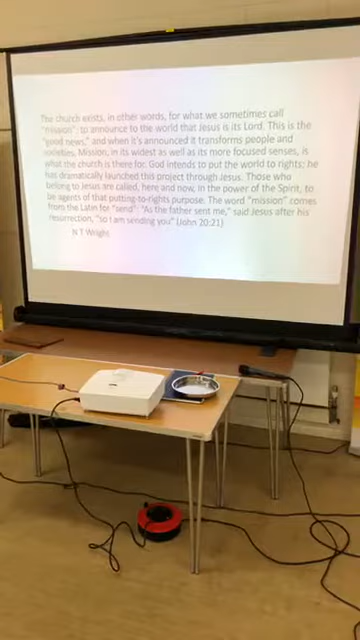 The church exists, in other words, for what we sometimes call
"mission": to announce to the world that Jesus is its Lord. This is the
"good news," and when it's announced it transforms people and
societies. Mission, in its widest as well as its more focused senses, is
what the church is there for. God intends to put the world to rights; he
has dramatically launched this project through Jesus. Those who
belong to Jesus are called, here and now, in the power of the Spirit, to
be agents of that putting-to-rights purpose. The word "mission" comes
from the Latin for "send": "As the father sent me," said Jesus after his
resurrection, "so I am sending you" (John 20:21)
N T Wright